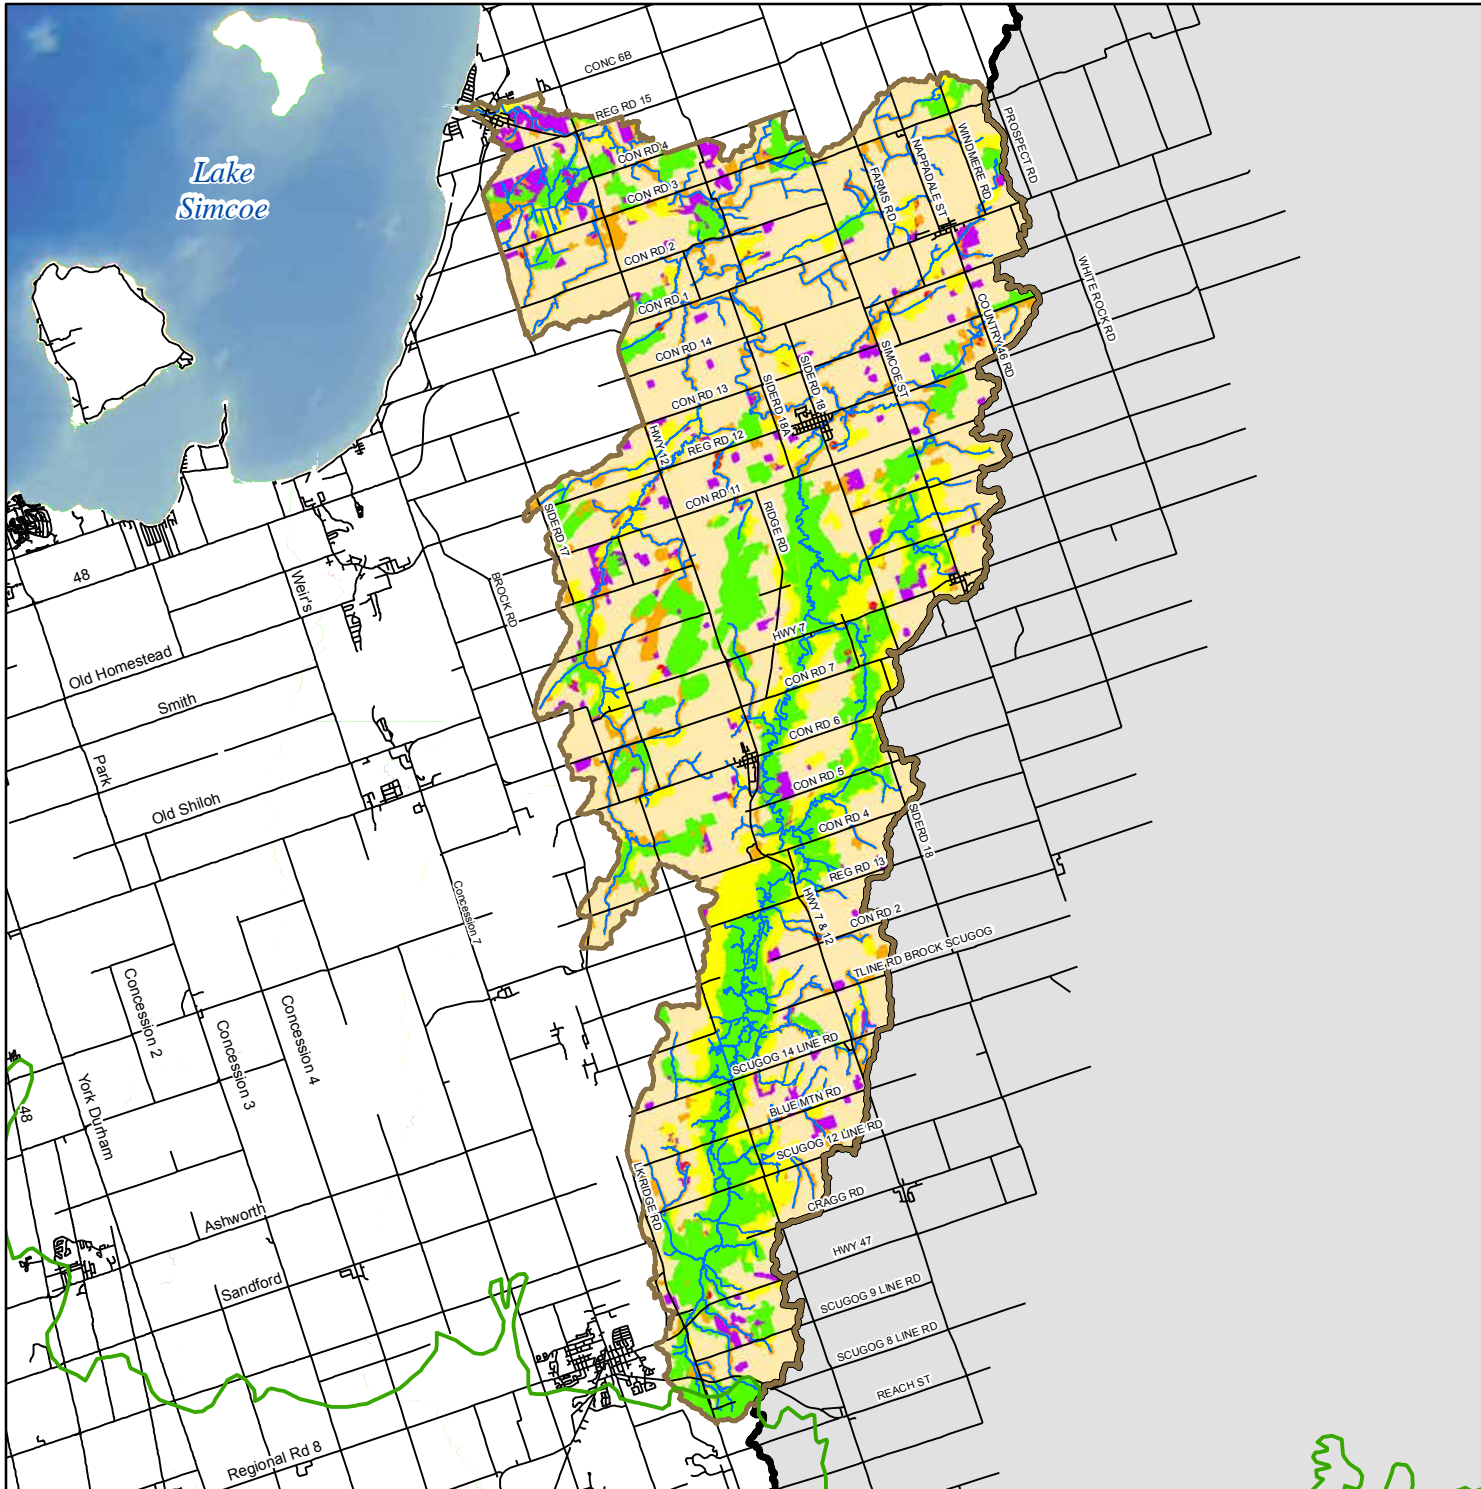 CONC 6B
REG RD 15
PROSPECT RD
CON RD 4
WINDMERE RD
NAPPADALE ST
Lake
Simcoe
CON RD 3
FARMS RD
CON RD 2
WHITE ROCK RD
CON RD 1
COUNTRY 46 RD
CON RD 14
SIMCOE ST
SIDERD 18
SIDERD 18A
CON RD 13
HWY 12
REG RD 12
CON RD 11
RIDGE RD
SIDERD 17
48
Weir's
BROCK RD
HWY 7
Old Homestead
CON RD 7
Smith
CON RD 6
Park
CON RD 5
Old Shiloh
CON RD 4
SIDERD 18
REG RD 13
Concession 7
HWY 7 & 12
CON RD 2
TLINE RD BROCK SCUGOG
Concession 2
Concession 4
Concession 3
SCUGOG 14 LINE RD
48
York Durham
BLUE MTN RD
SCUGOG 12 LINE RD
LK RIDGE RD
CRAGG RD
Ashworth
HWY 47
Sandford
SCUGOG 9 LINE RD
SCUGOG 8 LINE RD
REACH ST
Regional Rd 8